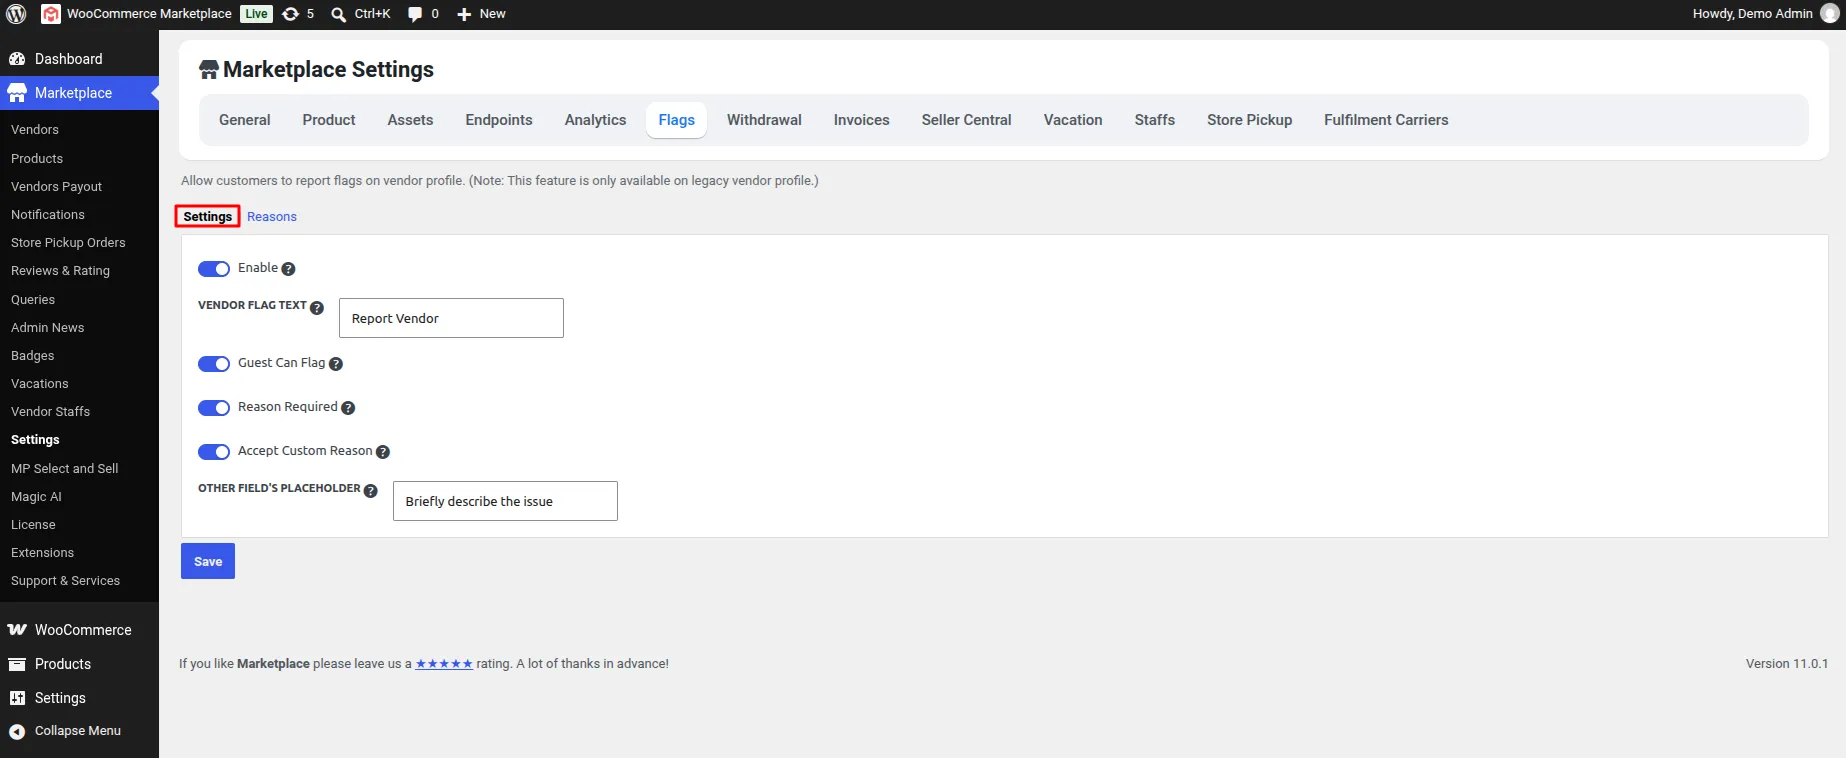 WooCommerce Marketplace Live 5 Ctrl+K 0 New Howdy, Demo Admin
Dashboard
Marketplace
Vendors
Products
Vendors Payout
Notifications
Store Pickup Orders
Reviews & Rating
Queries
Admin News
Badges
Vacations
Vendor Staffs
Settings
MP Select and Sell
Magic AI
License
Extensions
Support & Services
WooCommerce
Products
Settings
Collapse Menu
Marketplace Settings
General Product Assets Endpoints Analytics Flags Withdrawal Invoices Seller Central Vacation Staffs Store Pickup Fulfilment Carriers
Allow customers to report flags on vendor profile. (Note: This feature is only available on legacy vendor profile.)
Settings Reasons
Enable ?
VENDOR FLAG TEXT ? Report Vendor
Guest Can Flag ?
Reason Required ?
Accept Custom Reason ?
OTHER FIELD'S PLACEHOLDER ? Briefly describe the issue
Save
If you like Marketplace please leave us a ★★★★★ rating. A lot of thanks in advance! Version 11.0.1